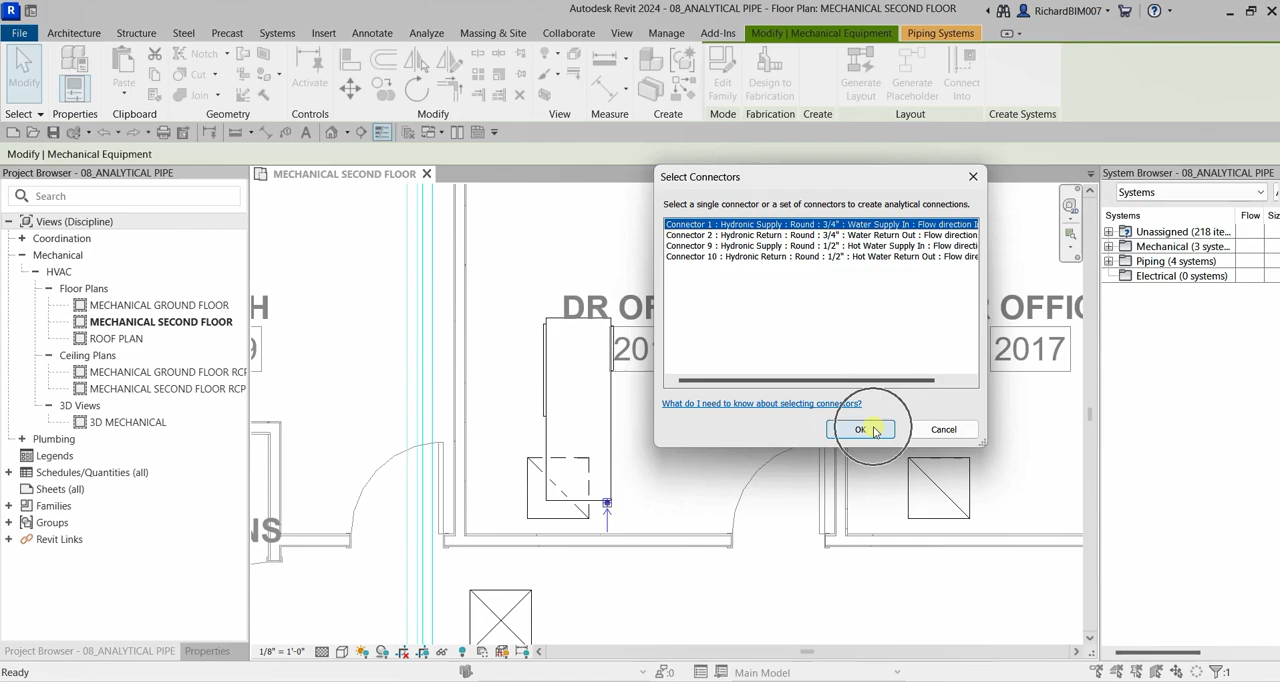 Autodesk Revit 2024 - 08_ANALYTICAL PIPE - Floor Plan: MECHANICAL SECOND FLOOR
RichardBIM007
File Architecture Structure Steel Precast Systems Insert Annotate Analyze Massing & Site Collaborate View Manage Add-Ins Modify | Mechanical Equipment Piping Systems
Modify Paste Notch Cut Join Activate Edit Family Design to Fabrication Generate Layout Generate Placeholder Connect Into
Select Properties Clipboard Geometry Controls Modify View Measure Create Mode Fabrication Create Layout Create Systems
Modify | Mechanical Equipment
Project Browser - 08_ANALYTICAL PIPE
MECHANICAL SECOND FLOOR
System Browser - 08_ANALYTICAL PIPE
Search
Views (Discipline)
Coordination
Mechanical
HVAC
Floor Plans
MECHANICAL GROUND FLOOR
MECHANICAL SECOND FLOOR
ROOF PLAN
Ceiling Plans
MECHANICAL GROUND FLOOR RCP
MECHANICAL SECOND FLOOR RCP
3D Views
3D MECHANICAL
Plumbing
Legends
Schedules/Quantities (all)
Sheets (all)
Families
Groups
Revit Links
Select Connectors
Select a single connector or a set of connectors to create analytical connections.
Connector 1 : Hydronic Supply : Round : 3/4" : Water Supply In : Flow direction In
Connector 2 : Hydronic Return : Round : 3/4" : Water Return Out : Flow direction
Connector 9 : Hydronic Supply : Round : 1/2" : Hot Water Supply In : Flow directi
Connector 10 : Hydronic Return : Round : 1/2" : Hot Water Return Out : Flow dire
What do I need to know about selecting connectors?
OK Cancel
DR OF
OFFIC
201
2017
H
NS
Systems
Systems Flow Size
Unassigned (218 ite...
Mechanical (3 syste...
Piping (4 systems)
Electrical (0 systems)
Project Browser - 08_ANALYTICAL PIPE Properties
1/8" = 1'-0"
Ready
:0
Main Model
:1